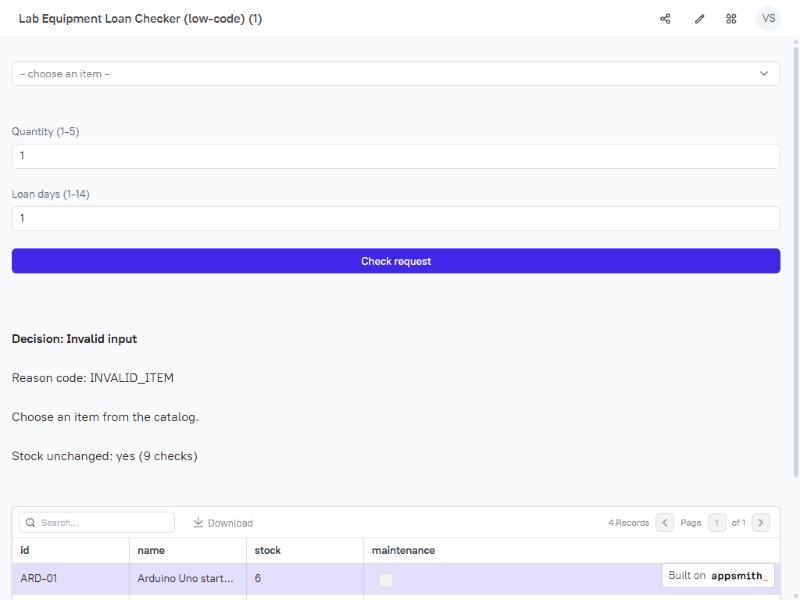 Lab Equipment Loan Checker (low-code) (1)
VS
- choose an item -
Quantity (1-5)
1
Loan days (1-14)
1
Check request
Decision: Invalid input
Reason code: INVALID_ITEM
Choose an item from the catalog.
Stock unchanged: yes (9 checks)
Search... Download 4 Records Page 1 of 1
id name stock maintenance
ARD-01 Arduino Uno start... 6
Built on appsmith_